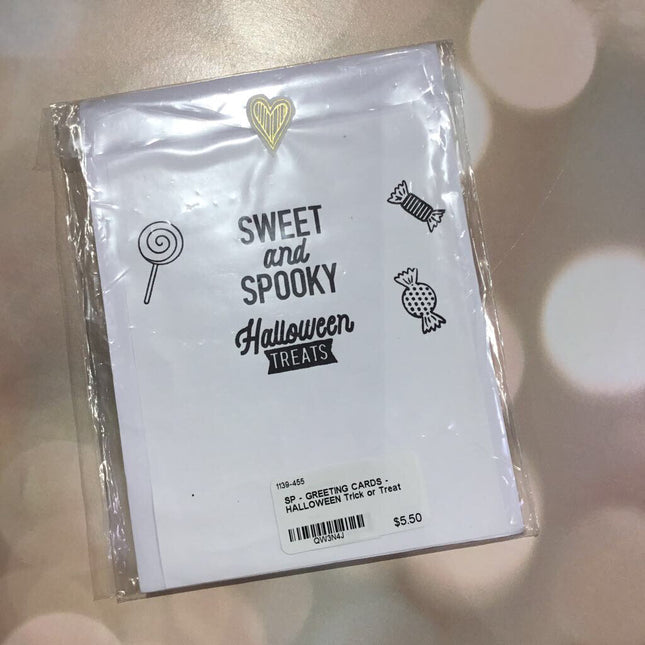 SWEET
and
SPOOKY
Halloween
TREATS
1139-455
SP - GREETING CARDS -
HALLOWEEN Trick or Treat
$5.50
QW3N4J